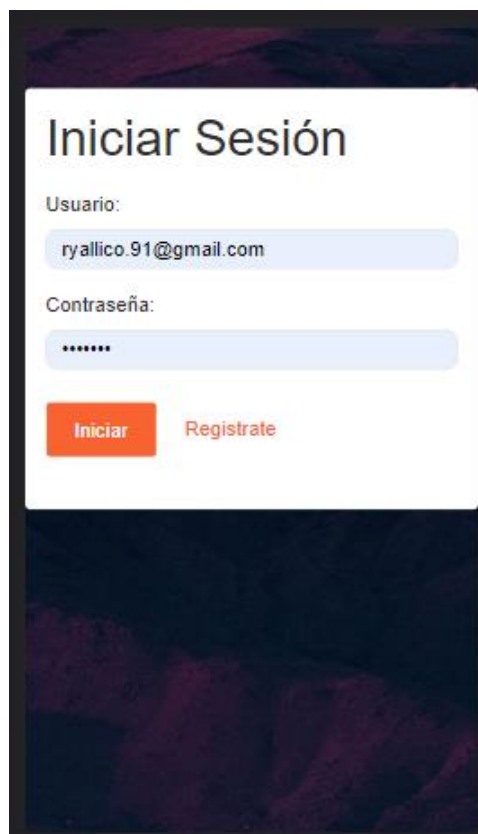 Iniciar Sesión
Usuario:
ryallico.91@gmail.com
Contraseña:
•••••••
Iniciar Registrate